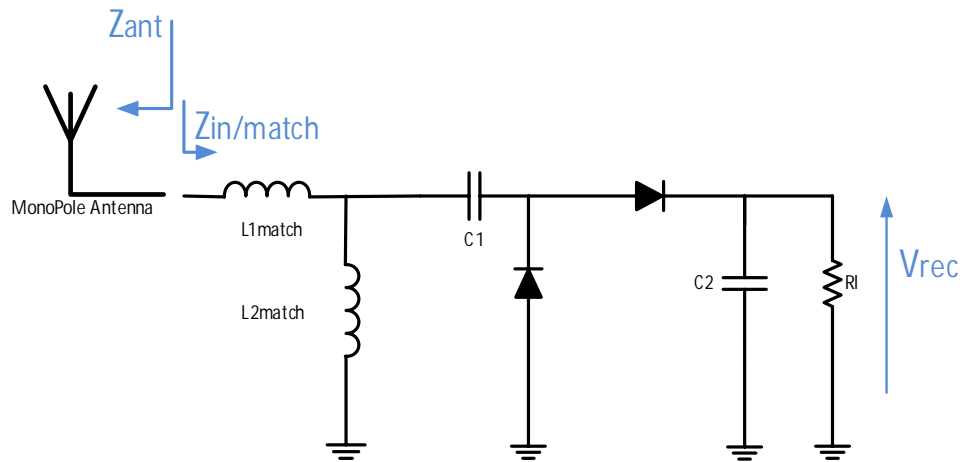 Zant
Zin/match
MonoPole Antenna
L1match
C1
L2match
C2
Rl
Vrec